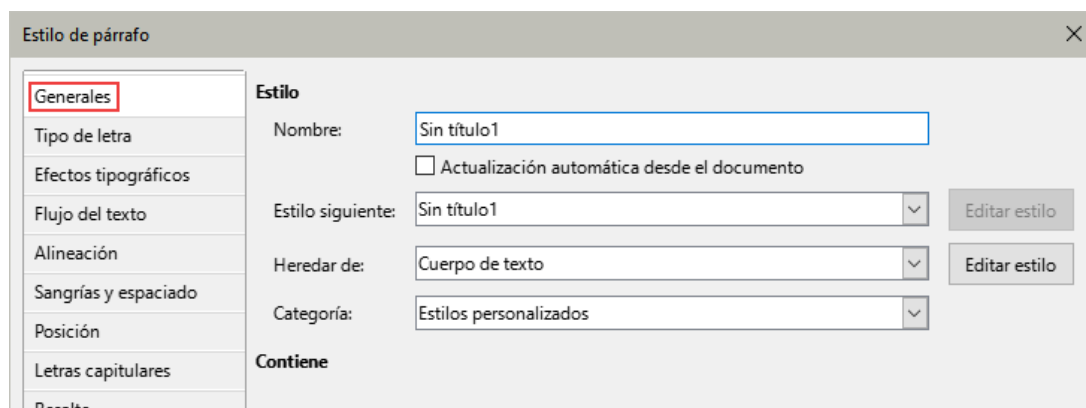 Estilo de párrafo
Generales
Tipo de letra
Efectos tipográficos
Flujo del texto
Alineación
Sangrías y espaciado
Posición
Letras capitulares
Estilo
Nombre: Sin título1
Actualización automática desde el documento
Estilo siguiente: Sin título1 Editar estilo
Heredar de: Cuerpo de texto Editar estilo
Categoría: Estilos personalizados
Contiene